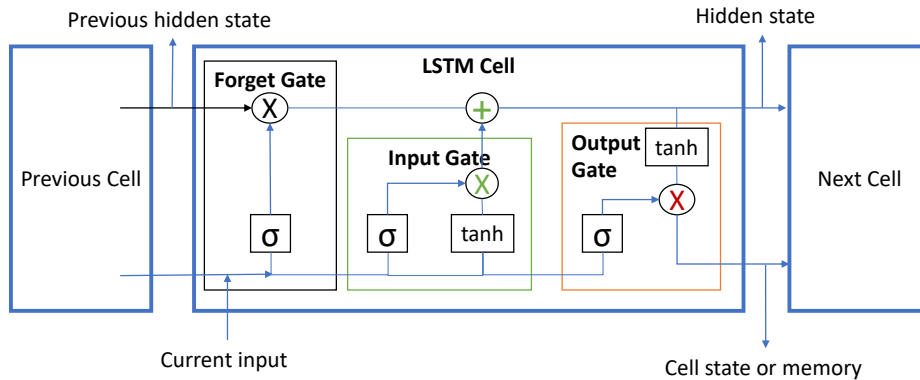 Previous hidden state
Hidden state
LSTM Cell
Forget Gate
X
+
Input Gate
X
Output
Gate
tanh
X
Previous Cell
Next Cell
σ
σ
tanh
σ
Current input
Cell state or memory